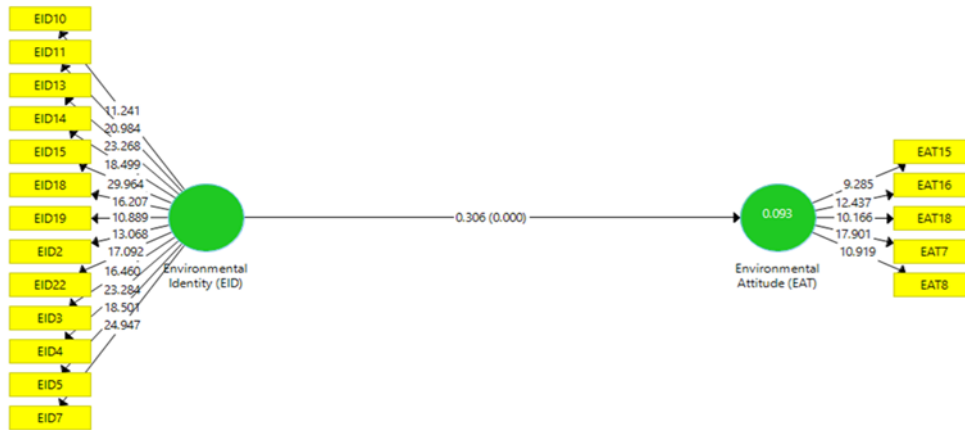 EID10
EID11
EID13
EID14
EID15
EID18
EID19
EID2
EID22
EID3
EID4
EID5
EID7
11.241
20.984
23.268
18.499
29.964
16.207
10.889
13.068
17.092
16.460
23.284
18.501
24.947
Environmental
Identity (EID)
0.306 (0.000)
0.093
Environmental
Attitude (EAT)
9.285
12.437
10.166
17.901
10.919
EAT15
EAT16
EAT18
EAT7
EAT8